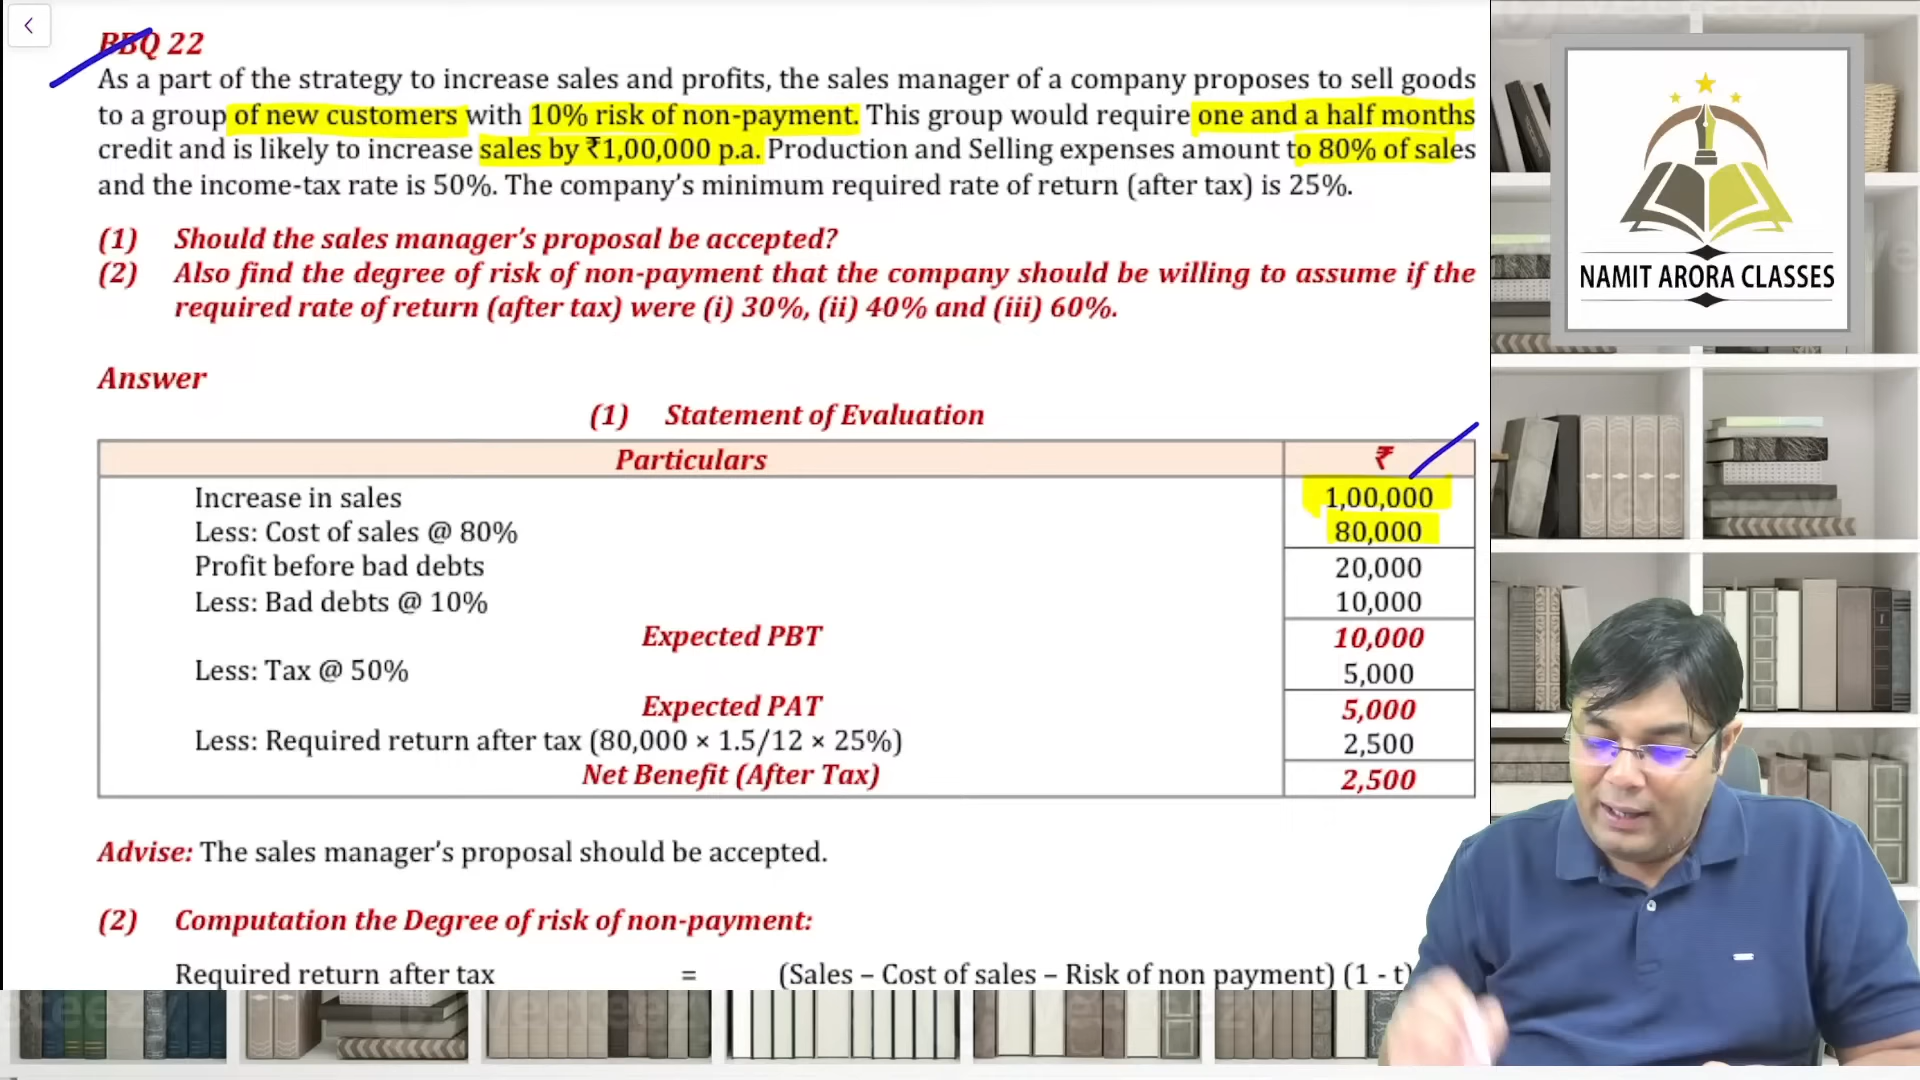 BBQ 22
As a part of the strategy to increase sales and profits, the sales manager of a company proposes to sell goods
to a group of new customers with 10% risk of non-payment. This group would require one and a half months
credit and is likely to increase sales by ₹1,00,000 p.a. Production and Selling expenses amount to 80% of sales
and the income-tax rate is 50%. The company's minimum required rate of return (after tax) is 25%.
(1) Should the sales manager's proposal be accepted?
(2) Also find the degree of risk of non-payment that the company should be willing to assume if the
required rate of return (after tax) were (i) 30%, (ii) 40% and (iii) 60%.
Answer
(1) Statement of Evaluation
Particulars ₹
Increase in sales 1,00,000
Less: Cost of sales @ 80% 80,000
Profit before bad debts 20,000
Less: Bad debts @ 10% 10,000
Expected PBT 10,000
Less: Tax @ 50% 5,000
Expected PAT 5,000
Less: Required return after tax (80,000 × 1.5/12 × 25%) 2,500
Net Benefit (After Tax) 2,500
Advise: The sales manager's proposal should be accepted.
(2) Computation the Degree of risk of non-payment:
Required return after tax = (Sales – Cost of sales – Risk of non payment) (1 - t)
NAMIT ARORA CLASSES